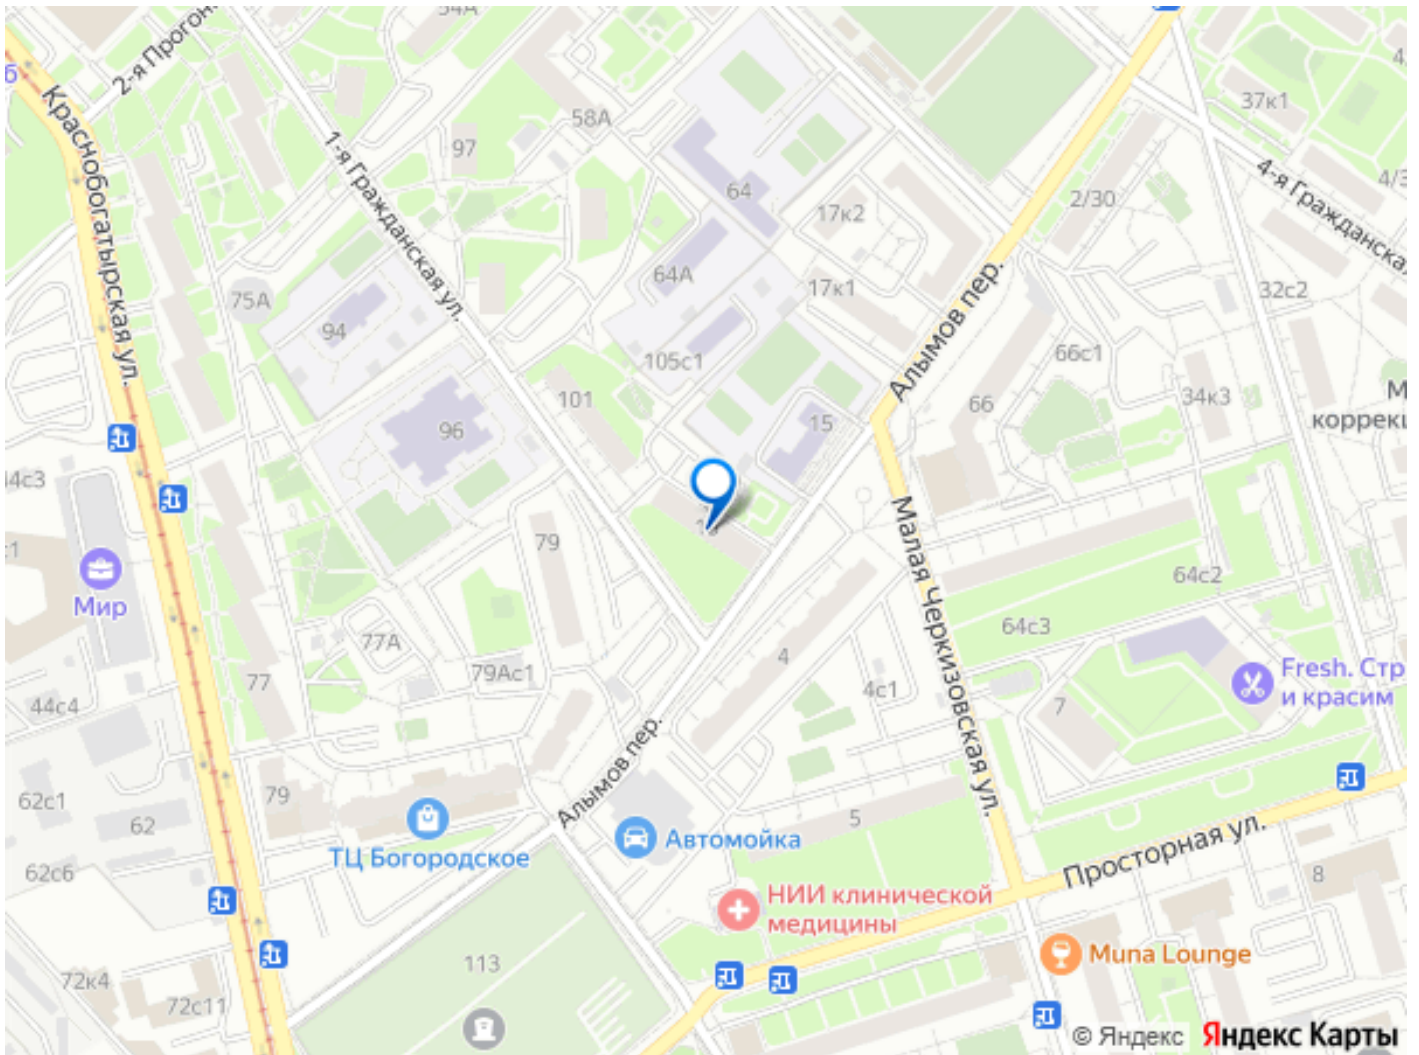 54А
2-я Прогон
б
Краснобогатырская ул.
58А
97
1-я Гражданская ул.
64
37к1
4-я Гражданская
2/30
17к2
64А
75А
94
17к1
32с2
Алымов пер.
105с1
66с1
101
66
34к3
М
коррекц
15
96
79
Малая Черкизовская ул.
Мир
64с2
64с3
77А
4
79Ас1
77
4с1
7
Fresh. Стр
и красим
44с4
Алымов пер.
62с1
79
62
ТЦ Богородское
Автомойка
5
Просторная ул.
62с6
8
НИИ клинической
медицины
Muna Lounge
113
72к4
72с11
© Яндекс Яндекс Карты